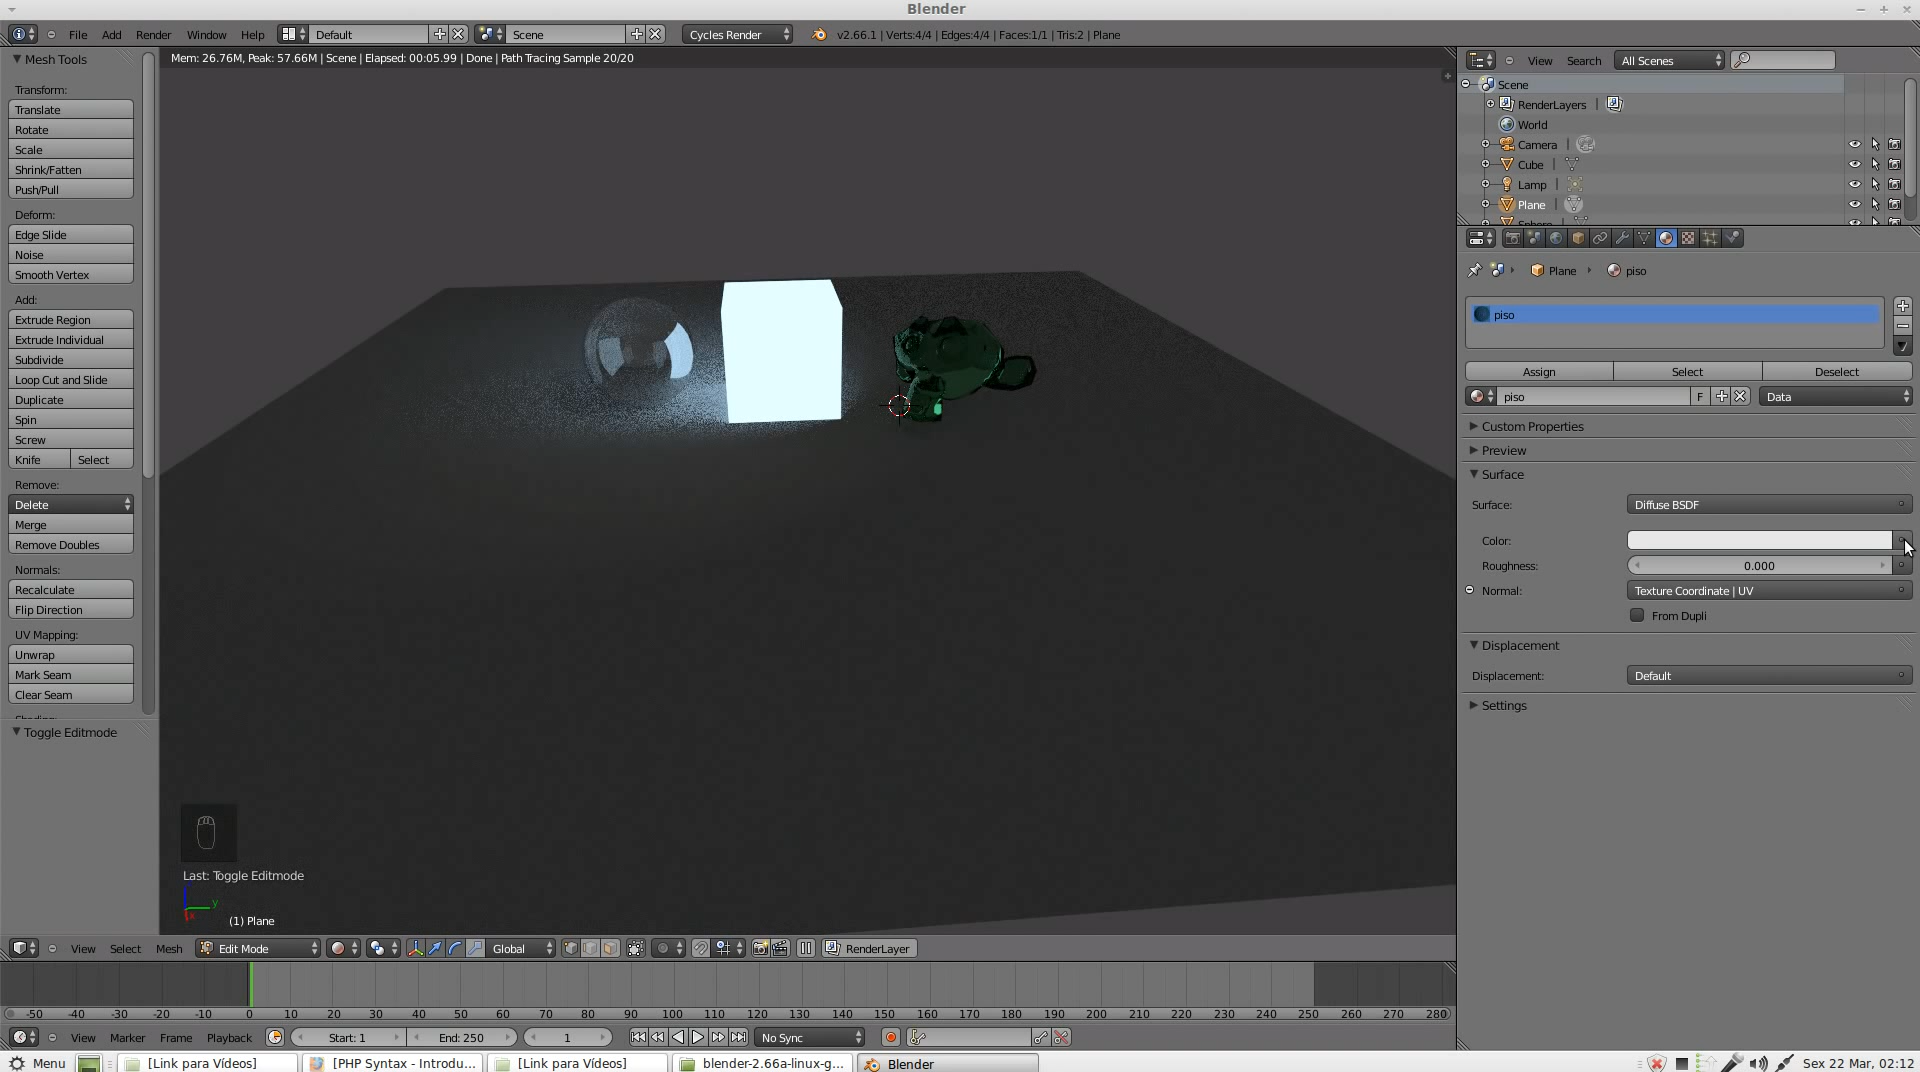 Blender
File Add Render Window Help Default Scene Cycles Render v2.66.1 | Verts:4/4 | Edges:4/4 | Faces:1/1 | Tris:2 | Plane
Mem: 26.76M, Peak: 57.66M | Scene | Elapsed: 00:05.99 | Done | Path Tracing Sample 20/20
Mesh Tools
Transform:
Translate
Rotate
Scale
Shrink/Fatten
Push/Pull
Deform:
Edge Slide
Noise
Smooth Vertex
Add:
Extrude Region
Extrude Individual
Subdivide
Loop Cut and Slide
Duplicate
Spin
Screw
Knife Select
Remove:
Delete
Merge
Remove Doubles
Normals:
Recalculate
Flip Direction
UV Mapping:
Unwrap
Mark Seam
Clear Seam
Toggle Editmode
Last: Toggle Editmode
y
x
(1) Plane
View Search All Scenes
Scene
RenderLayers |
World
Camera |
Cube |
Lamp |
Plane |
Plane piso
piso
Assign Select Deselect
piso F Data
Custom Properties
Preview
Surface
Surface: Diffuse BSDF
Color:
Roughness: 0.000
Normal: Texture Coordinate | UV
From Dupli
Displacement
Displacement: Default
Settings
View Select Mesh Edit Mode Global RenderLayer
-50 -40 -30 -20 -10 0 10 20 30 40 50 60 70 80 90 100 110 120 130 140 150 160 170 180 190 200 210 220 230 240 250 260 270 280
View Marker Frame Playback Start: 1 End: 250 1 No Sync
Menu [Link para Vídeos] [PHP Syntax - Introdu... [Link para Vídeos] blender-2.66a-linux-g... Blender Sex 22 Mar, 02:12